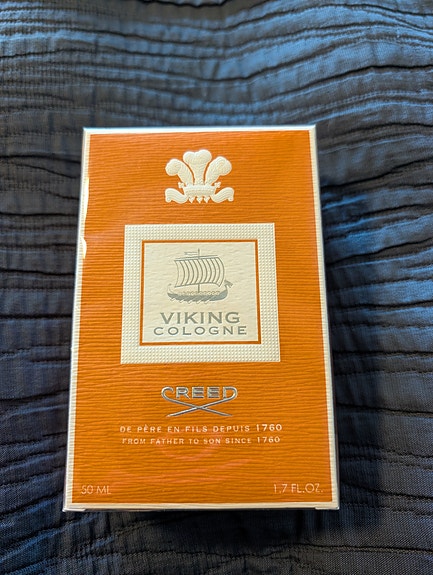 VIKING
COLOGNE
CREED
DE PÈRE EN FILS DEPUIS 1760
FROM FATHER TO SON SINCE 1760
50 ML
1.7 FL.OZ.